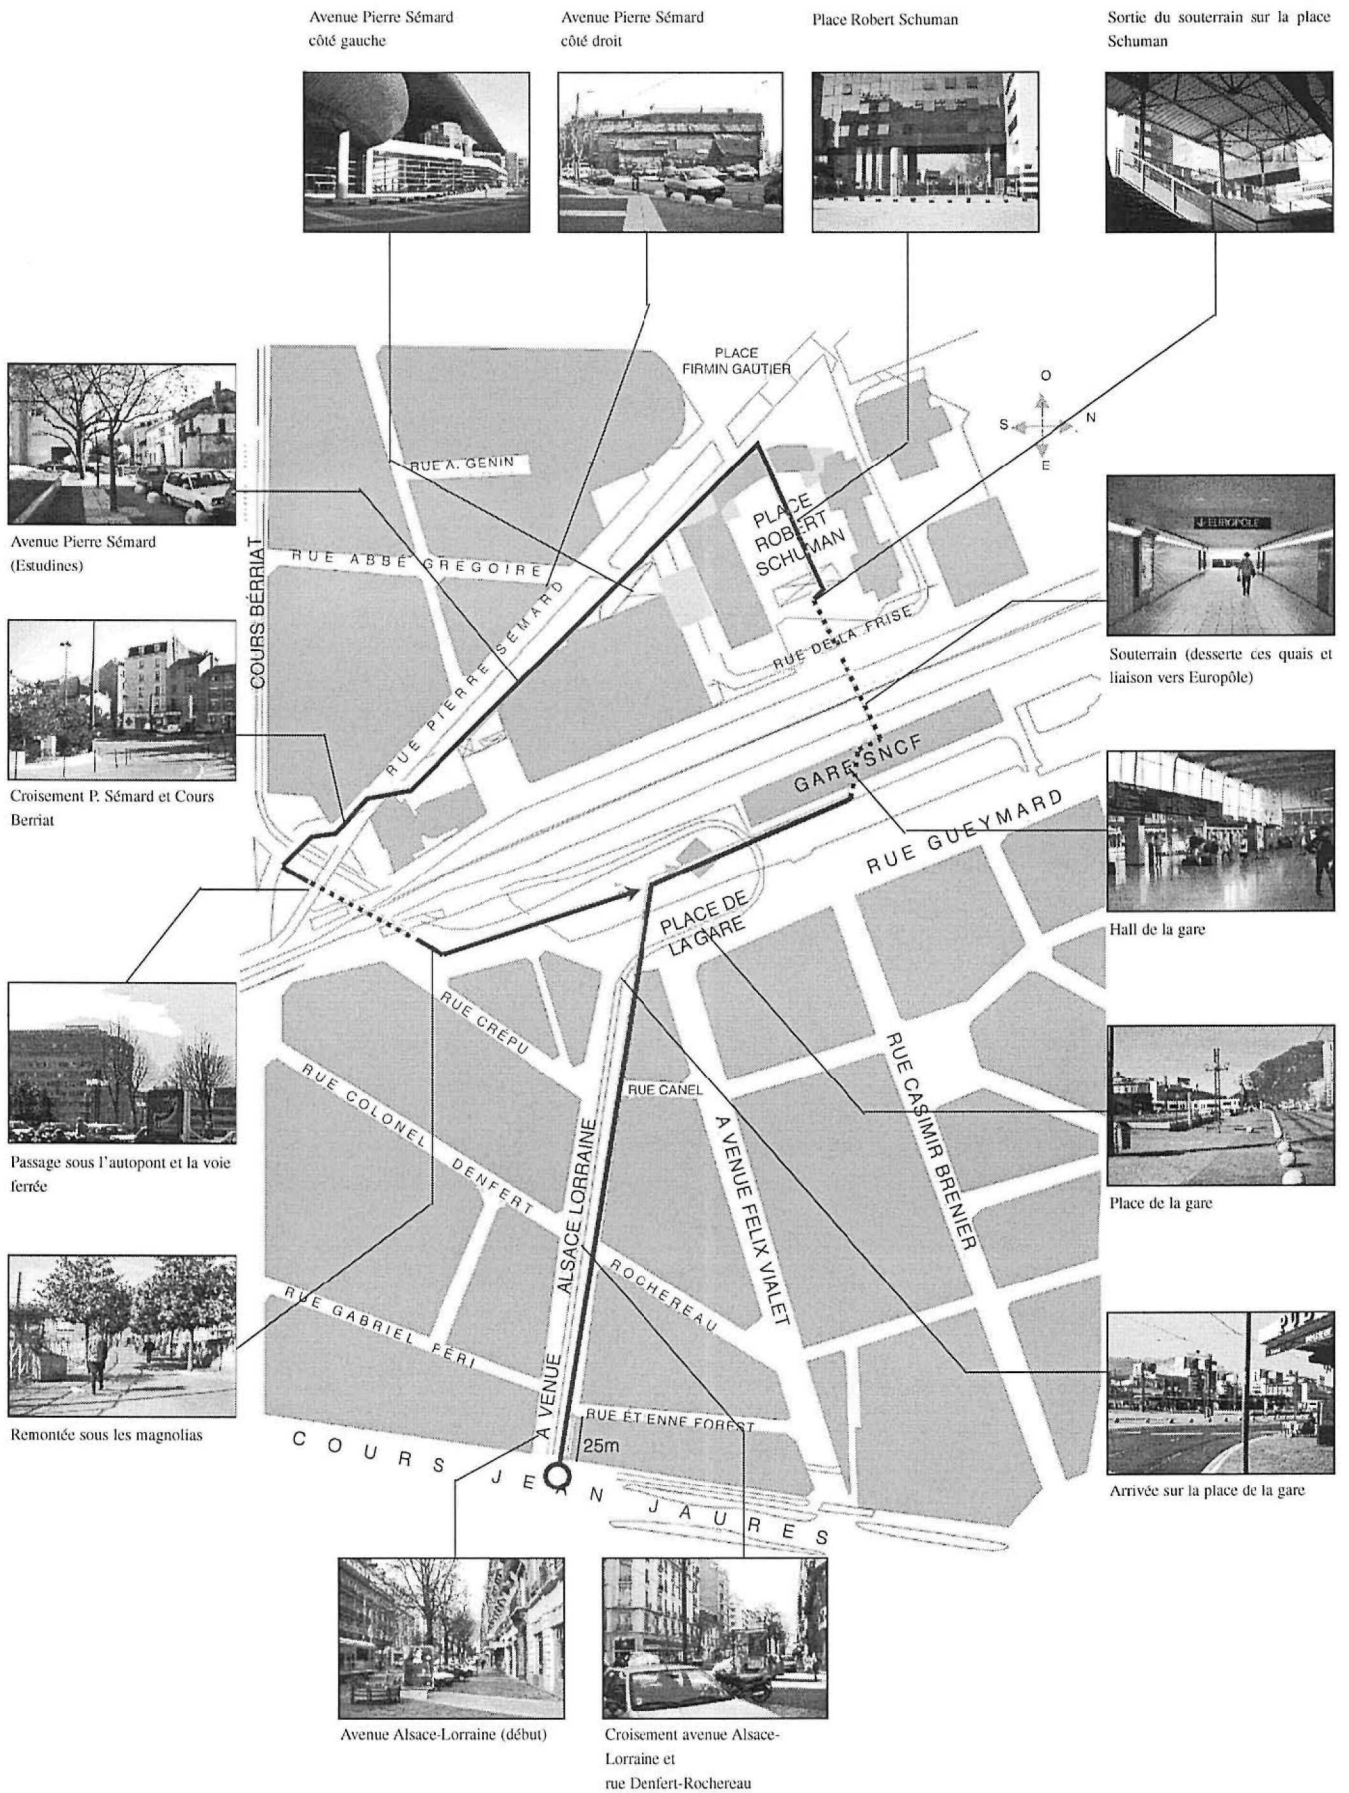 Avenue Pierre Sémard
côté gauche
Avenue Pierre Sémard
côté droit
Place Robert Schuman
Sortie du souterrain sur la place
Schuman
PLACE
FIRMIN GAUTIER
O
S
N
E
RUE A. GENIN
PLACE
ROBERT
SCHUMAN
EUROPOLE
Avenue Pierre Sémard
(Estudines)
COURS BERRIAT
RUE ABBÉ GREGOIRE
RUE PIERRE SÉMARD
RUE DE LA FRISE
Souterrain (desserte ces quais et
liaison vers Europôle)
GARE SNCF
Croisement P. Sémard et Cours
Berriat
RUE GUEYMARD
PLACE DE
LA GARE
Hall de la gare
RUE CRÉPU
RUE COLONEL DENFERT ROCHEREAU
RUE CANEL
RUE CASIMIR BRENIER
A VENUE FELIX VIALET
Passage sous l'autopont et la voie
ferrée
Place de la gare
A VENUE ALSACE LORRAINE
RUE GABRIEL PÉRI
RUE ÉTIENNE FOREST
25m
Remontée sous les magnolias
COURS JEAN JAURES
Arrivée sur la place de la gare
Avenue Alsace-Lorraine (début)
Croisement avenue Alsace-
Lorraine et
rue Denfert-Rochereau